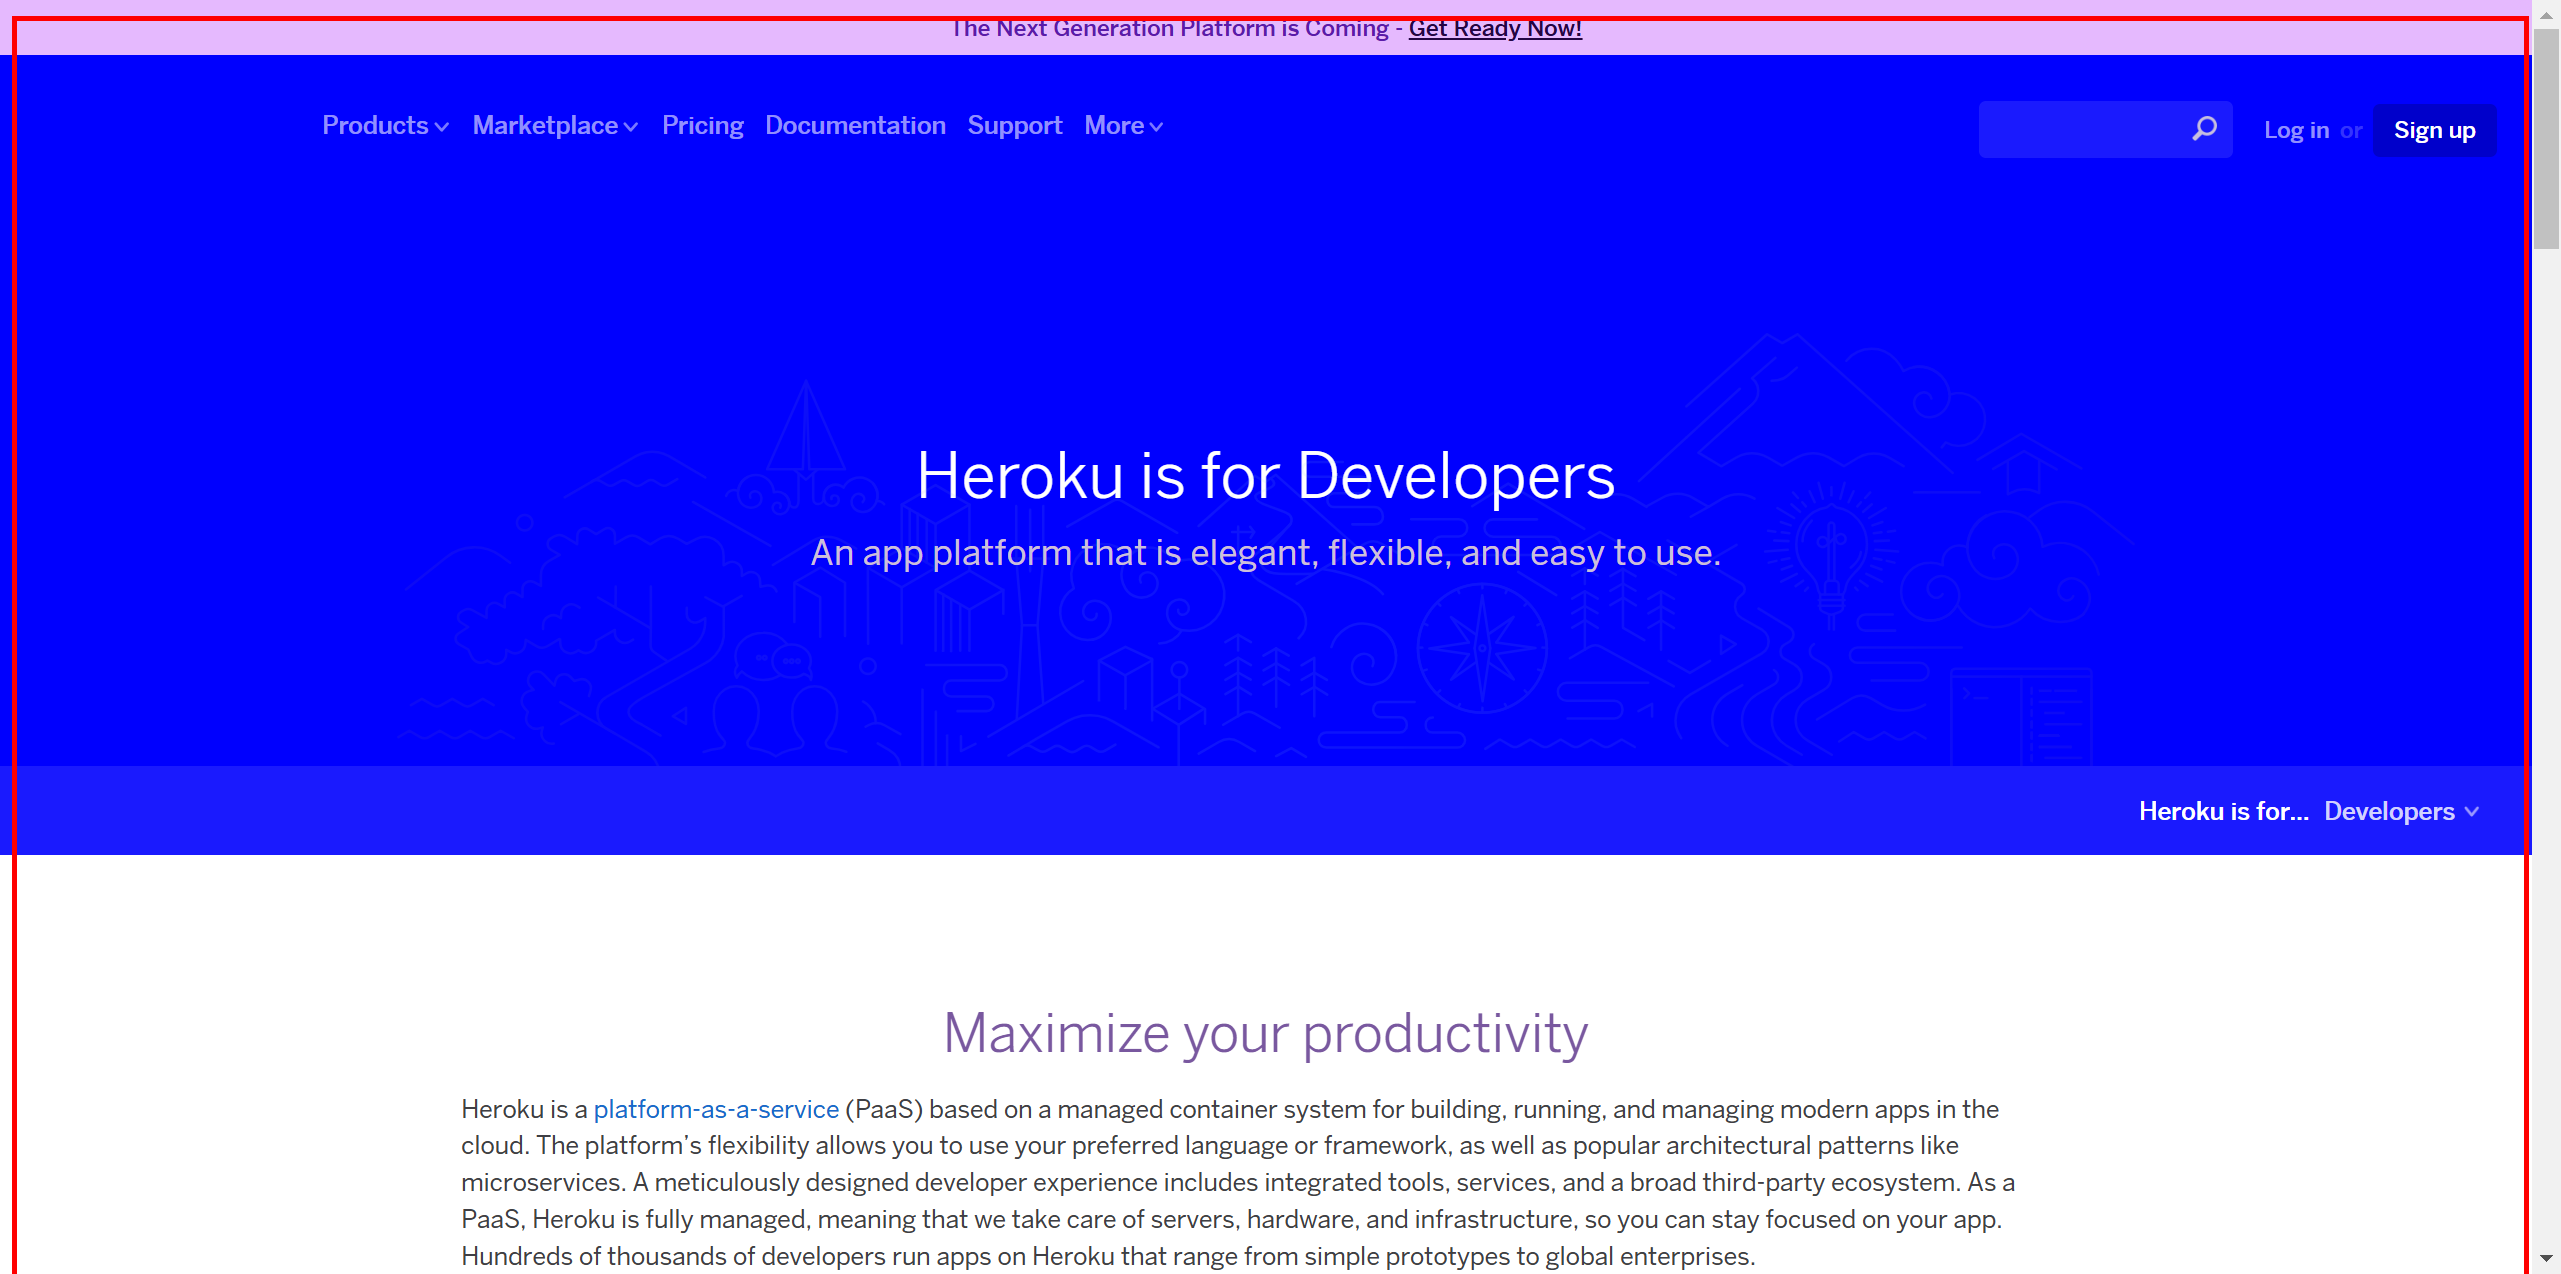 The Next Generation Platform is Coming - Get Ready Now!
Products Marketplace Pricing Documentation Support More
Log in or Sign up
Heroku is for Developers
An app platform that is elegant, flexible, and easy to use.
Heroku is for... Developers
Maximize your productivity
Heroku is a platform-as-a-service (PaaS) based on a managed container system for building, running, and managing modern apps in the
cloud. The platform’s flexibility allows you to use your preferred language or framework, as well as popular architectural patterns like
microservices. A meticulously designed developer experience includes integrated tools, services, and a broad third-party ecosystem. As a
PaaS, Heroku is fully managed, meaning that we take care of servers, hardware, and infrastructure, so you can stay focused on your app.
Hundreds of thousands of developers run apps on Heroku that range from simple prototypes to global enterprises.